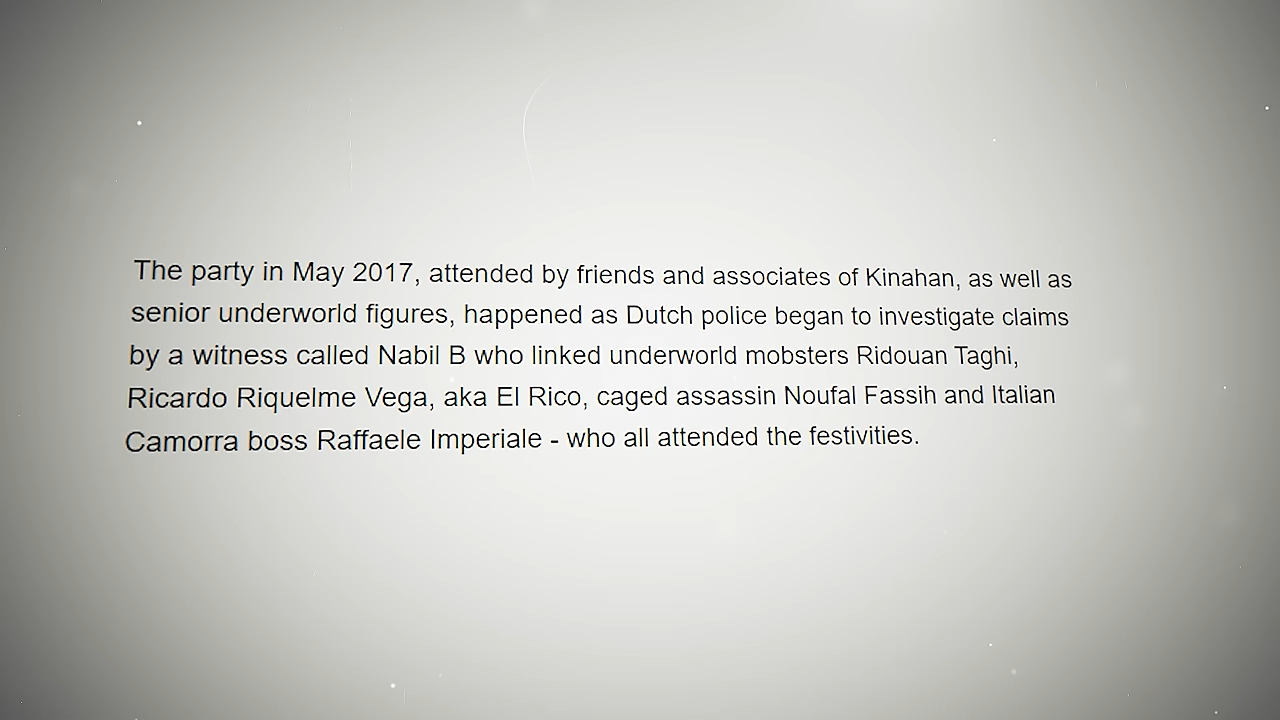 The party in May 2017, attended by friends and associates of Kinahan, as well as
senior underworld figures, happened as Dutch police began to investigate claims
by a witness called Nabil B who linked underworld mobsters Ridouan Taghi,
Ricardo Riquelme Vega, aka El Rico, caged assassin Noufal Fassih and Italian
Camorra boss Raffaele Imperiale - who all attended the festivities.